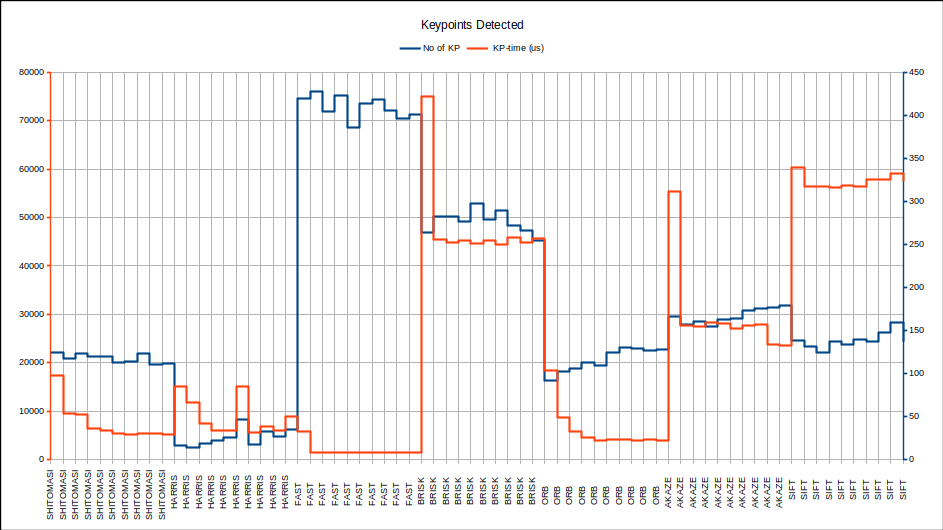 Keypoints Detected
No of KP KP-time (us)
80000
70000
60000
50000
40000
30000
20000
10000
0
450
400
350
300
250
200
150
100
50
0
SHITOMASI
SHITOMASI
SHITOMASI
SHITOMASI
SHITOMASI
SHITOMASI
SHITOMASI
SHITOMASI
SHITOMASI
SHITOMASI
HARRIS
HARRIS
HARRIS
HARRIS
HARRIS
HARRIS
HARRIS
HARRIS
HARRIS
HARRIS
FAST
FAST
FAST
FAST
FAST
FAST
FAST
FAST
FAST
FAST
BRISK
BRISK
BRISK
BRISK
BRISK
BRISK
BRISK
BRISK
BRISK
BRISK
ORB
ORB
ORB
ORB
ORB
ORB
ORB
ORB
ORB
ORB
AKAZE
AKAZE
AKAZE
AKAZE
AKAZE
AKAZE
AKAZE
AKAZE
AKAZE
AKAZE
SIFT
SIFT
SIFT
SIFT
SIFT
SIFT
SIFT
SIFT
SIFT
SIFT